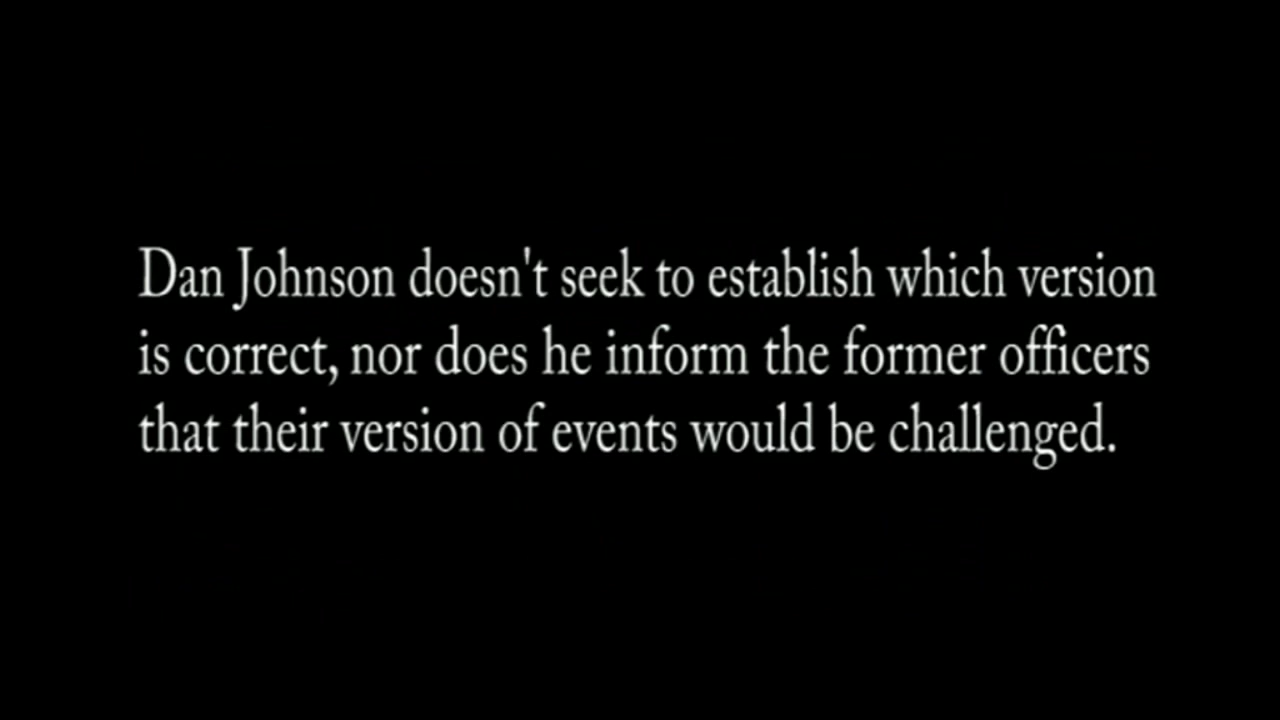 Dan Johnson doesn't seek to establish which version
is correct, nor does he inform the former officers
that their version of events would be challenged.